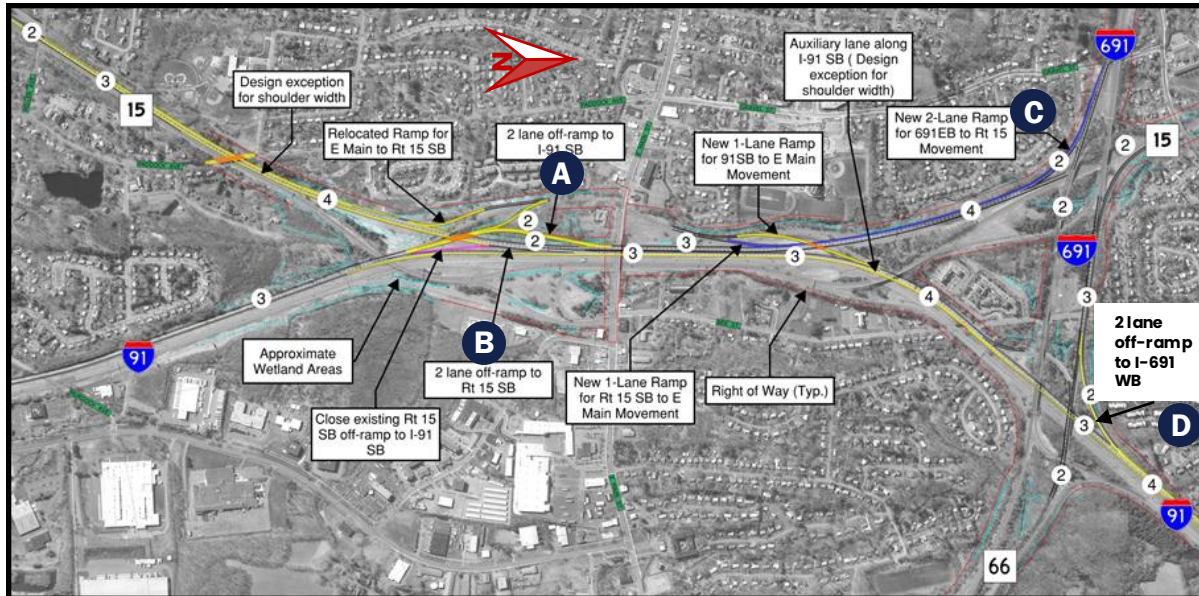 N
2
3
15
Design exception
for shoulder width
Relocated Ramp for
E Main to Rt 15 SB
2 lane off-ramp to
I-91 SB
A
New 1-Lane Ramp
for 91SB to E Main
Movement
Auxiliary lane along
I-91 SB ( Design
exception for
shoulder width)
New 2-Lane Ramp
for 691EB to Rt 15
Movement
C
2
691
2
15
2
4
2
2
3
3
3
4
4
691
3
3
91
Approximate
Wetland Areas
Close existing Rt 15
SB off-ramp to I-91
SB
B
2 lane off-ramp to
Rt 15 SB
New 1-Lane Ramp
for Rt 15 SB to E
Main Movement
Right of Way (Typ.)
2 lane
off-ramp
to I-691
WB
D
2
3
2
4
91
66